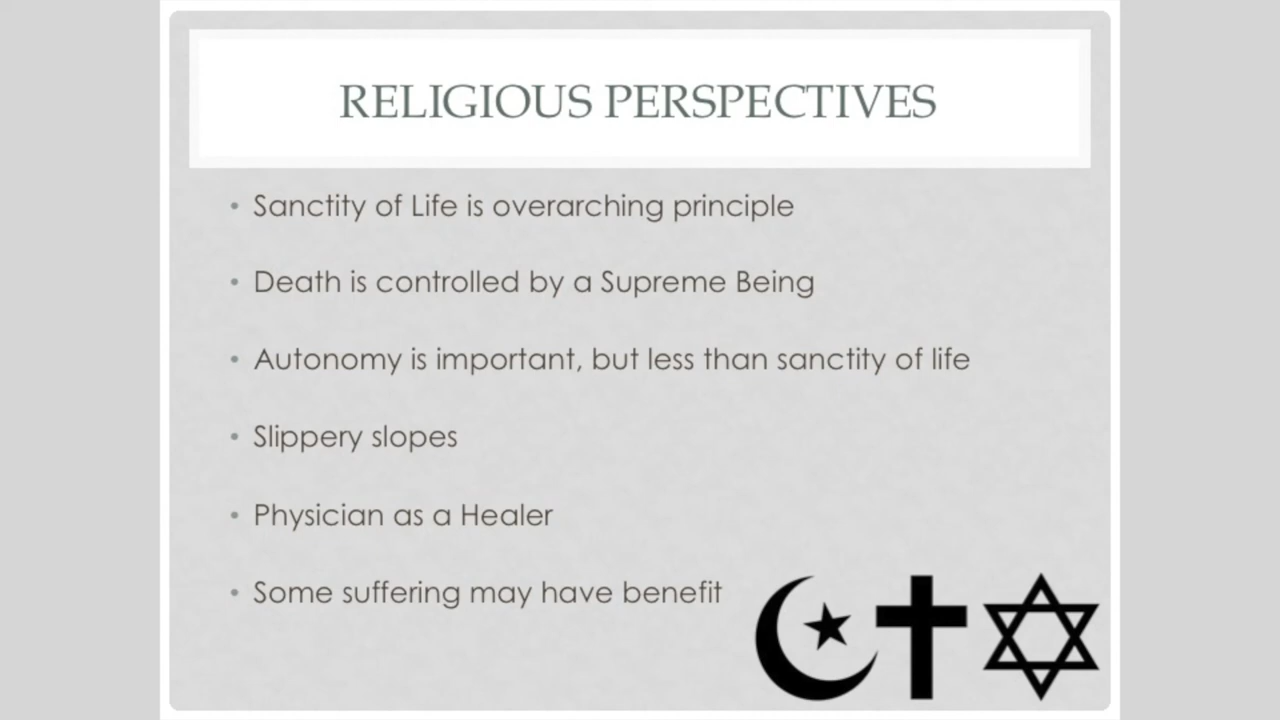 RELIGIOUS PERSPECTIVES
• Sanctity of Life is overarching principle
• Death is controlled by a Supreme Being
• Autonomy is important, but less than sanctity of life
• Slippery slopes
• Physician as a Healer
• Some suffering may have benefit